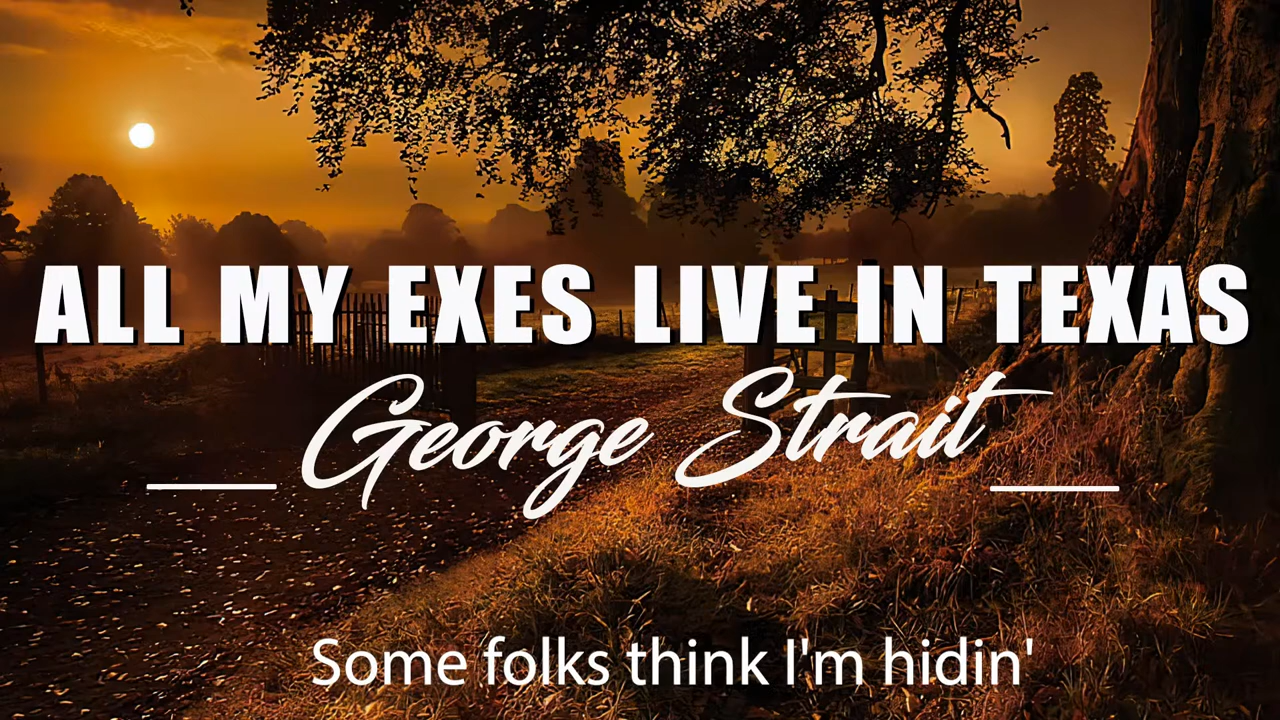 ALL MY EXES LIVE IN TEXAS
George Strait
Some folks think I'm hidin'